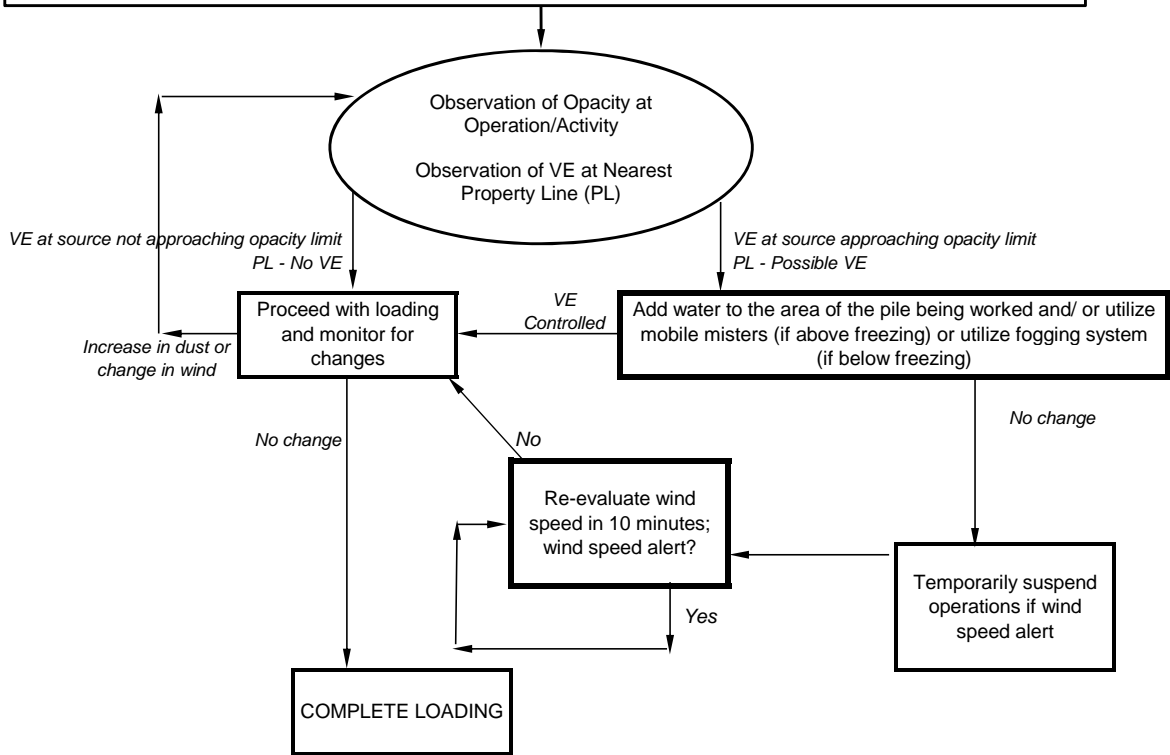 Observation of Opacity at
Operation/Activity
Observation of VE at Nearest
Property Line (PL)
VE at source not approaching opacity limit
PL - No VE
VE at source approaching opacity limit
PL - Possible VE
Proceed with loading
and monitor for
changes
VE
Controlled
Add water to the area of the pile being worked and/ or utilize
mobile misters (if above freezing) or utilize fogging system
(if below freezing)
Increase in dust or
change in wind
No change
No
No change
Re-evaluate wind
speed in 10 minutes;
wind speed alert?
Temporarily suspend
operations if wind
speed alert
Yes
COMPLETE LOADING